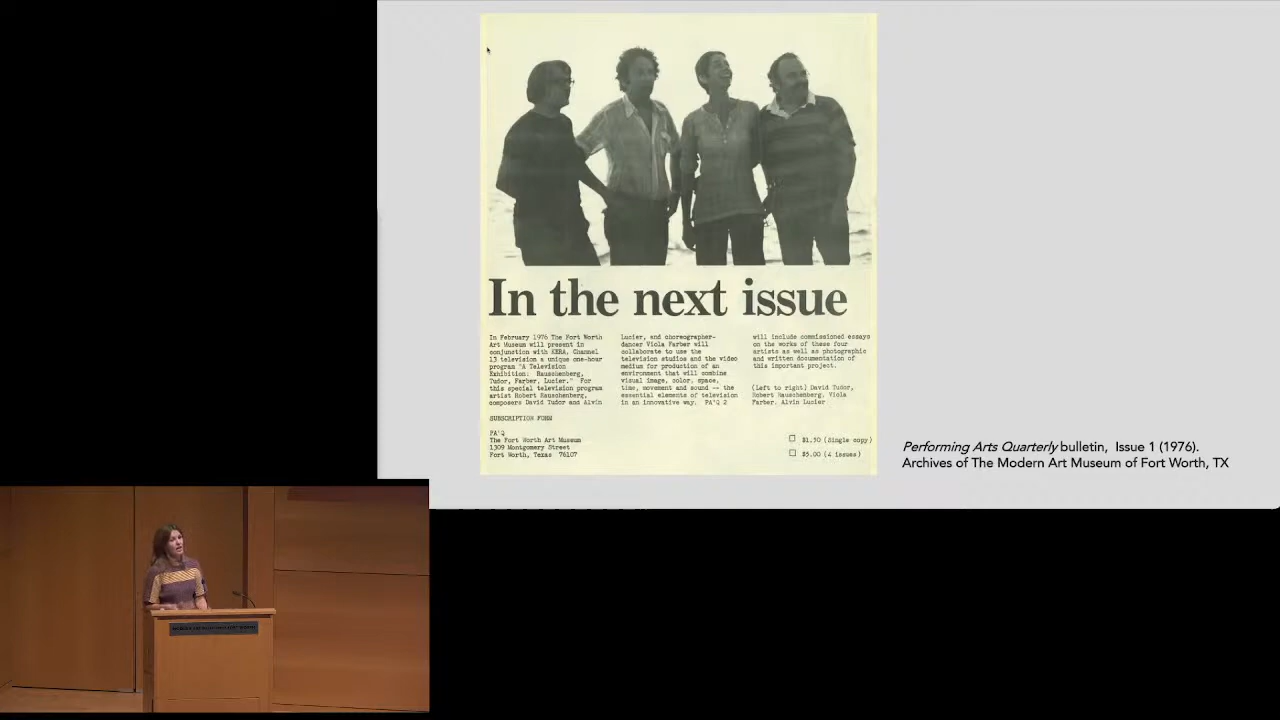 In the next issue
In February 1976 The Fort Worth
Art Museum will present in
conjunction with KERA, Channel
13 television a unique one-hour
program "A Television
Exhibition: Rauschenberg,
Tudor, Farber, Lucier." For
this special television program
artist Robert Rauschenberg,
composers David Tudor and Alvin
Lucier, and choreographer-
dancer Viola Farber will
collaborate to use the
television studios and the video
medium for production of an
environment that will combine
visual image, color, space,
time, movement and sound -- the
essential elements of television
in an innovative way. PA'Q 2
will include commissioned essays
on the works of these four
artists as well as photographic
and written documentation of
this important project.
(Left to right) David Tudor,
Robert Rauschenberg, Viola
Farber, Alvin Lucier
SUBSCRIPTION FORM
PA'Q
The Fort Worth Art Museum
1309 Montgomery Street
Fort Worth, Texas 76107
$1.50 (Single copy)
$5.00 (4 issues)
Performing Arts Quarterly bulletin, Issue 1 (1976).
Archives of The Modern Art Museum of Fort Worth, TX